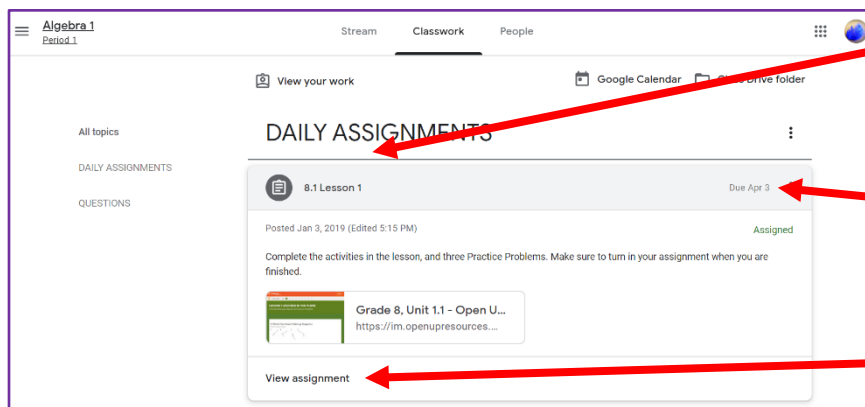 Algebra 1
Period 1
Stream Classwork People
View your work
Google Calendar
Drive folder
All topics
DAILY ASSIGNMENTS
QUESTIONS
DAILY ASSIGNMENTS
8.1 Lesson 1
Due Apr 3
Posted Jan 3, 2019 (Edited 5:15 PM)
Assigned
Complete the activities in the lesson, and three Practice Problems. Make sure to turn in your assignment when you are
finished.
Grade 8, Unit 1.1 - Open U...
https://im.openupresources....
View assignment